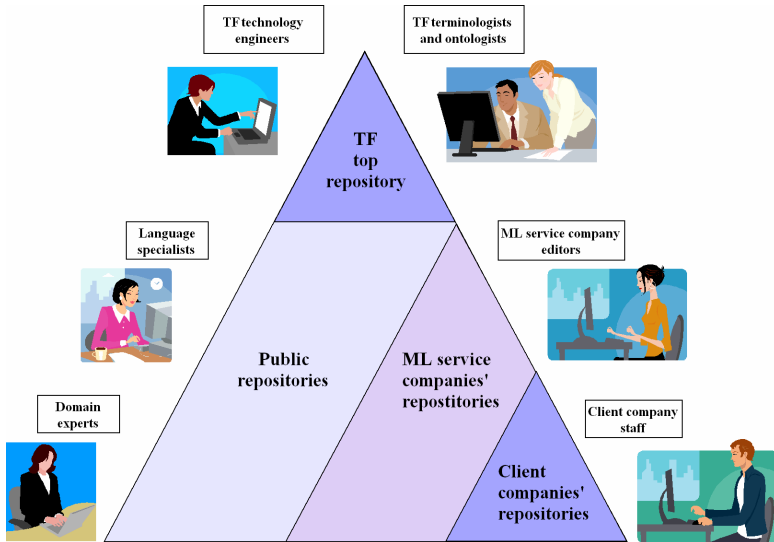 TF technology
engineers
TF terminologists
and ontologists
TF
top
repository
Language
specialists
ML service company
editors
Public
repositories
ML service
companies'
repostitories
Domain
experts
Client company
staff
Client
companies'
repositories